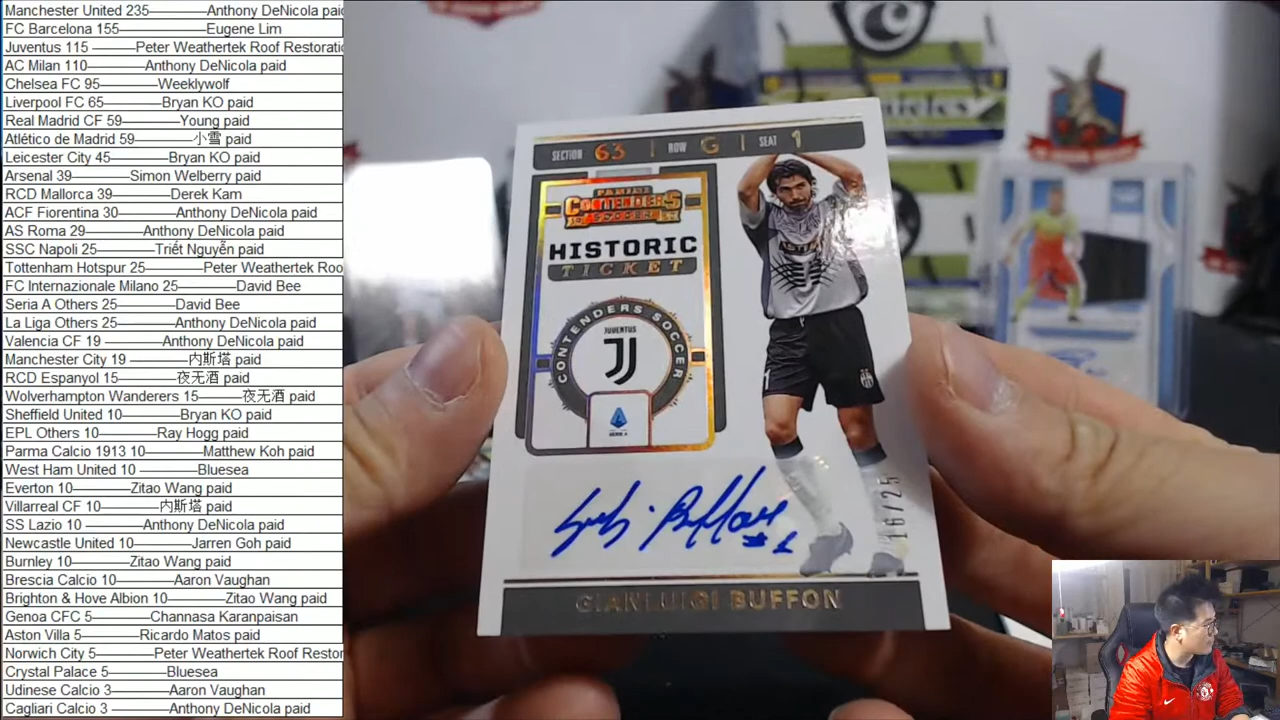 Manchester United 235————Anthony DeNicola paid
FC Barcelona 155————Eugene Lim
Juventus 115 ————Peter Weathertek Roof Restoratio
AC Milan 110————Anthony DeNicola paid
Chelsea FC 95————Weeklywolf
Liverpool FC 65————Bryan KO paid
Real Madrid CF 59————Young paid
Atlético de Madrid 59————小雪 paid
Leicester City 45————Bryan KO paid
Arsenal 39————Simon Welberry paid
RCD Mallorca 39————Derek Kam
ACF Fiorentina 30————Anthony DeNicola paid
AS Roma 29————Anthony DeNicola paid
SSC Napoli 25————Triết Nguyễn paid
Tottenham Hotspur 25————Peter Weathertek Roo
FC Internazionale Milano 25————David Bee
Seria A Others 25————David Bee
La Liga Others 25————Anthony DeNicola paid
Valencia CF 19 ————Anthony DeNicola paid
Manchester City 19 ————内斯塔 paid
RCD Espanyol 15————夜无酒 paid
Wolverhampton Wanderers 15————夜无酒 paid
Sheffield United 10————Bryan KO paid
EPL Others 10————Ray Hogg paid
Parma Calcio 1913 10————Matthew Koh paid
West Ham United 10 ————Bluesea
Everton 10————Zitao Wang paid
Villarreal CF 10————内斯塔 paid
SS Lazio 10 ————Anthony DeNicola paid
Newcastle United 10————Jarren Goh paid
Burnley 10————Zitao Wang paid
Brescia Calcio 10————Aaron Vaughan
Brighton & Hove Albion 10————Zitao Wang paid
Genoa CFC 5————Channasa Karanpaisan
Aston Villa 5————Ricardo Matos paid
Norwich City 5————Peter Weathertek Roof Restor
Crystal Palace 5————Bluesea
Udinese Calcio 3————Aaron Vaughan
Cagliari Calcio 3 ————Anthony DeNicola paid
SECTION 63 | ROW G | SEAT 1
PANINI
CONTENDERS
SOCCER
HISTORIC
TICKET
CONTENDERS SOCCER
JUVENTUS
SERIE A
#1
16/25
GIANLUIGI BUFFON